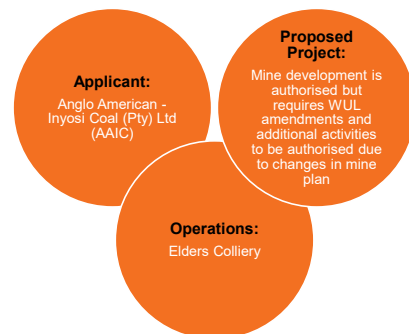 Applicant:
Anglo American -
Inyosi Coal (Pty) Ltd
(AAIC)
Proposed
Project:
Mine development is
authorised but
requires WUL
amendments and
additional activities
to be authorised due
to changes in mine
plan
Operations:
Elders Colliery